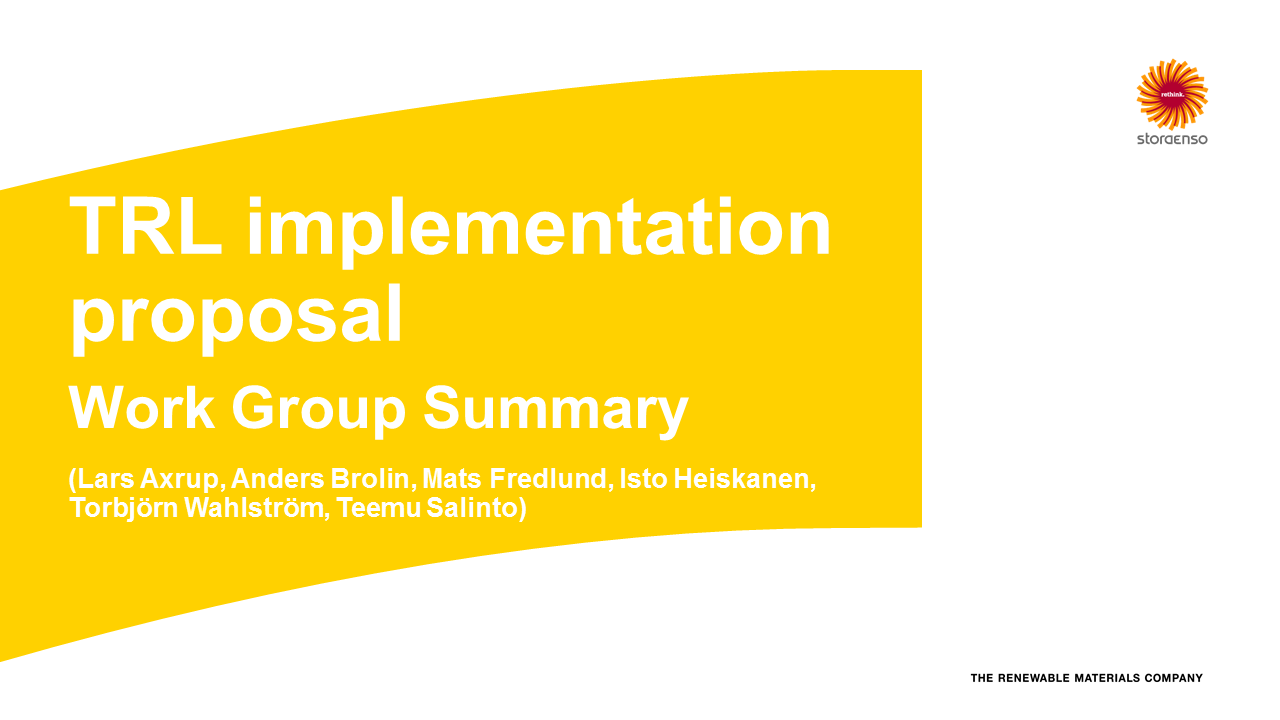 rethink.
storaenso
TRL implementation
proposal
Work Group Summary
(Lars Axrup, Anders Brolin, Mats Fredlund, Isto Heiskanen,
Torbjörn Wahlström, Teemu Salinto)
THE RENEWABLE MATERIALS COMPANY